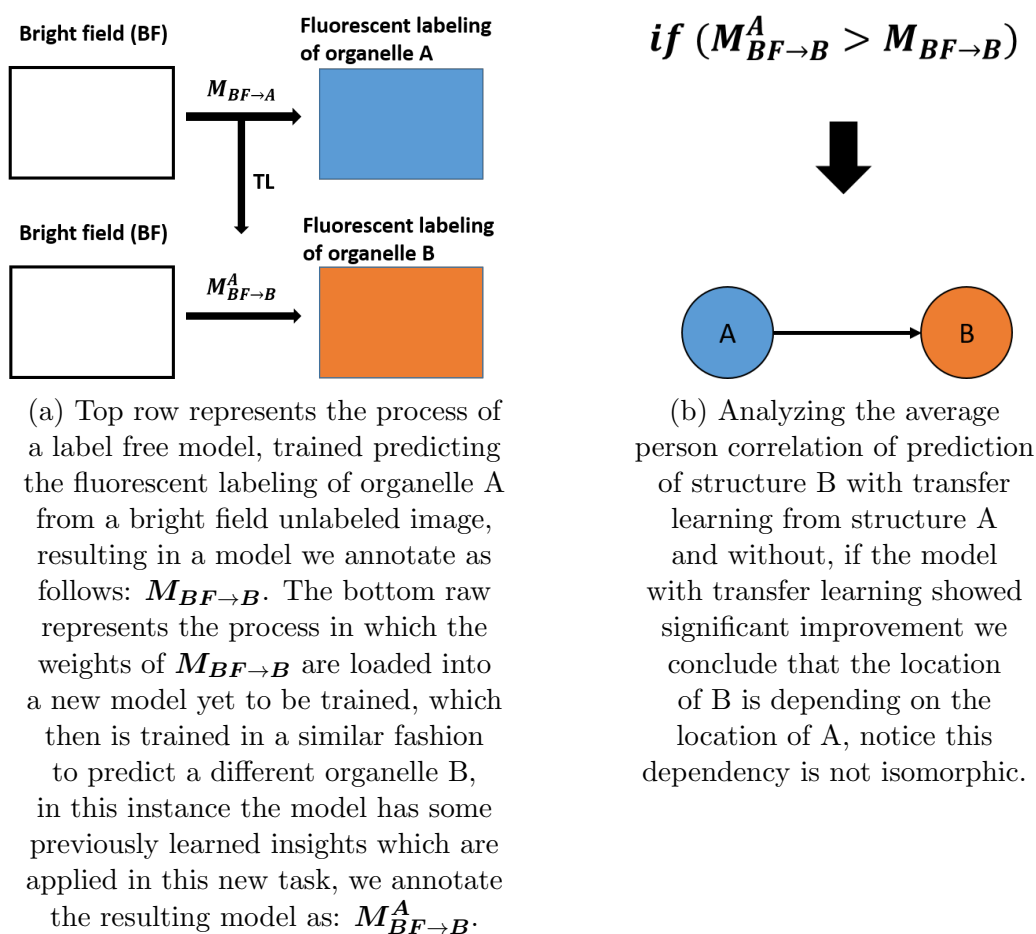 Bright field (BF)
Fluorescent labeling
of organelle A
M_{BF→A}
TL
Bright field (BF)
Fluorescent labeling
of organelle B
M^A_{BF→B}
(a) Top row represents the process of
a label free model, trained predicting
the fluorescent labeling of organelle A
from a bright field unlabeled image,
resulting in a model we annotate as
follows: M_{BF→B}. The bottom raw
represents the process in which the
weights of M_{BF→B} are loaded into
a new model yet to be trained, which
then is trained in a similar fashion
to predict a different organelle B,
in this instance the model has some
previously learned insights which are
applied in this new task, we annotate
the resulting model as: M^A_{BF→B}.
if (M^A_{BF→B} > M_{BF→B})
A
B
(b) Analyzing the average
person correlation of prediction
of structure B with transfer
learning from structure A
and without, if the model
with transfer learning showed
significant improvement we
conclude that the location
of B is depending on the
location of A, notice this
dependency is not isomorphic.